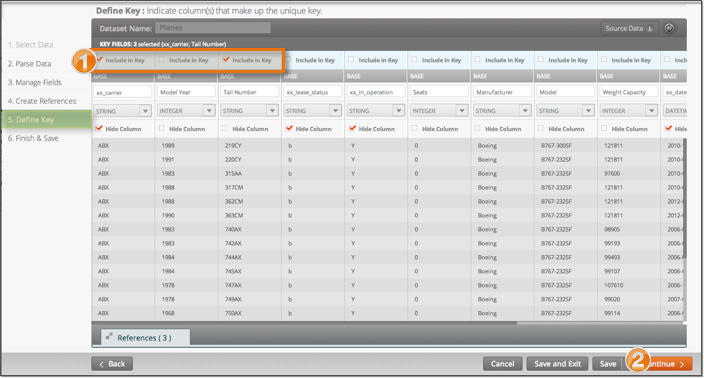 Define Key : Indicate column(s) that make up the unique key.
Dataset Name: Planes Source Data 1
KEY FIELDS: 2 selected (xx_carrier, Tail Number)
1. Select Data
2. Parse Data
3. Manage Fields
4. Create References
5. Define Key
6. Finish & Save
1
Include in Key Include in Key Include in Key Include in Key Include in Key Include in Key Include in Key Include in Key Include in Key Includ
BASE BASE BASE BASE BASE BASE BASE BASE BASE BASE
xx_carrier Model Year Tail Number xx_lease_status xx_in_operation Seats Manufacturer Model Weight Capacity xx_date
STRING INTEGER STRING STRING STRING INTEGER STRING STRING INTEGER DATETIM
Hide Column Hide Column Hide Column Hide Column Hide Column Hide Column Hide Column Hide Column Hide Column Hide C
ABX 1989 219CY b Y 0 Boeing B767-300SF 121811 2010-
ABX 1991 220CY b Y 0 Boeing B767-232SF 121811 2010-
ABX 1983 315AA b Y 0 Boeing B767-232SF 97600 2006-
ABX 1988 317CM b Y 0 Boeing B767-232SF 121811 2010-
ABX 1988 362CM b Y 0 Boeing B767-232SF 121811 2012-
ABX 1990 363CM b Y 0 Boeing B767-232SF 121811 2012-
ABX 1983 740AX b Y 0 Boeing B767-232SF 98905 2006-
ABX 1983 742AX b Y 0 Boeing B767-232SF 99193 2006-
ABX 1984 744AX b Y 0 Boeing B767-232SF 99493 2006-
ABX 1984 745AX b Y 0 Boeing B767-232SF 99107 2006-
ABX 1978 747AX b Y 0 Boeing B767-232SF 107610 2006-
ABX 1978 749AX b Y 0 Boeing B767-232SF 99020 2007-
ABX 1968 750AX b Y 0 Boeing B767-232SF 99114 2006-
References ( 3 )
Back Cancel Save and Exit Save 2 ontinue